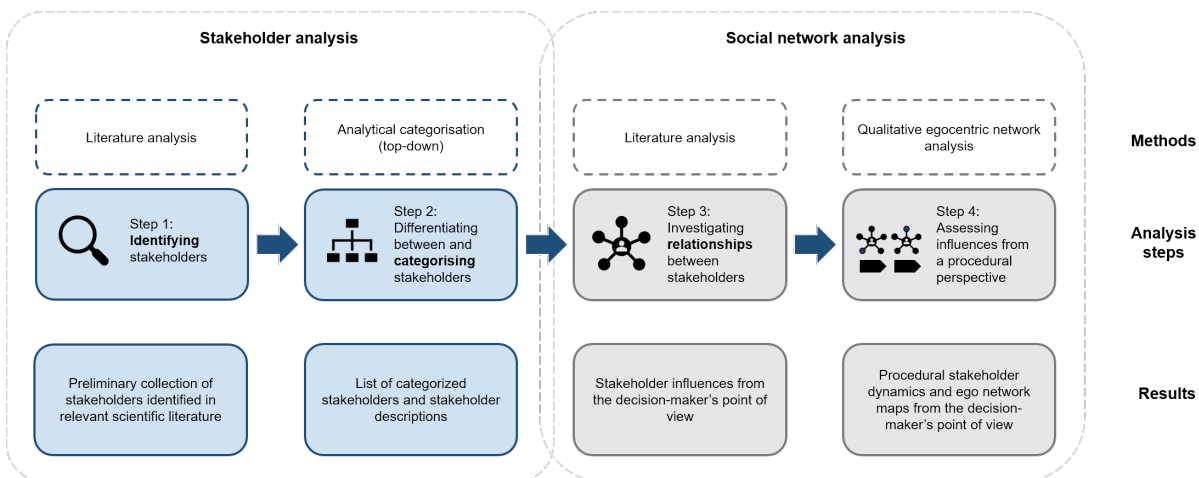 Stakeholder analysis
Social network analysis
Literature analysis
Analytical categorisation
(top-down)
Literature analysis
Qualitative egocentric network
analysis
Methods
Step 1:
Identifying
stakeholders
Step 2:
Differentiating
between and
categorising
stakeholders
Step 3:
Investigating
relationships
between
stakeholders
Step 4:
Assessing
influences from
a procedural
perspective
Analysis
steps
Preliminary collection of
stakeholders identified in
relevant scientific literature
List of categorized
stakeholders and stakeholder
descriptions
Stakeholder influences from
the decision-maker’s point of
view
Procedural stakeholder
dynamics and ego network
maps from the decision-
maker’s point of view
Results